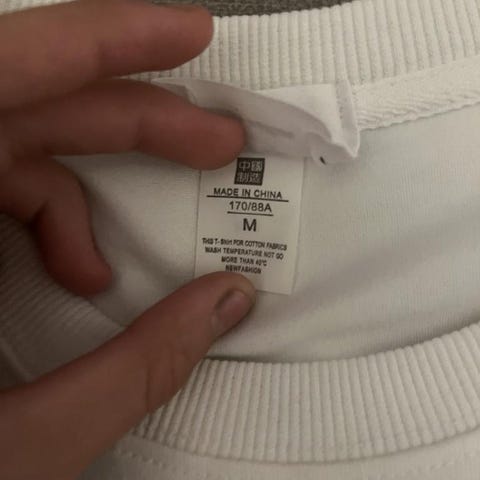 中國
制造
MADE IN CHINA
170/88A
M
THIS T-Shirt FOR COTTON FABRICS
WASH TEMPERATURE NOT GO
MORE THAN 40°C
NEWFASHION